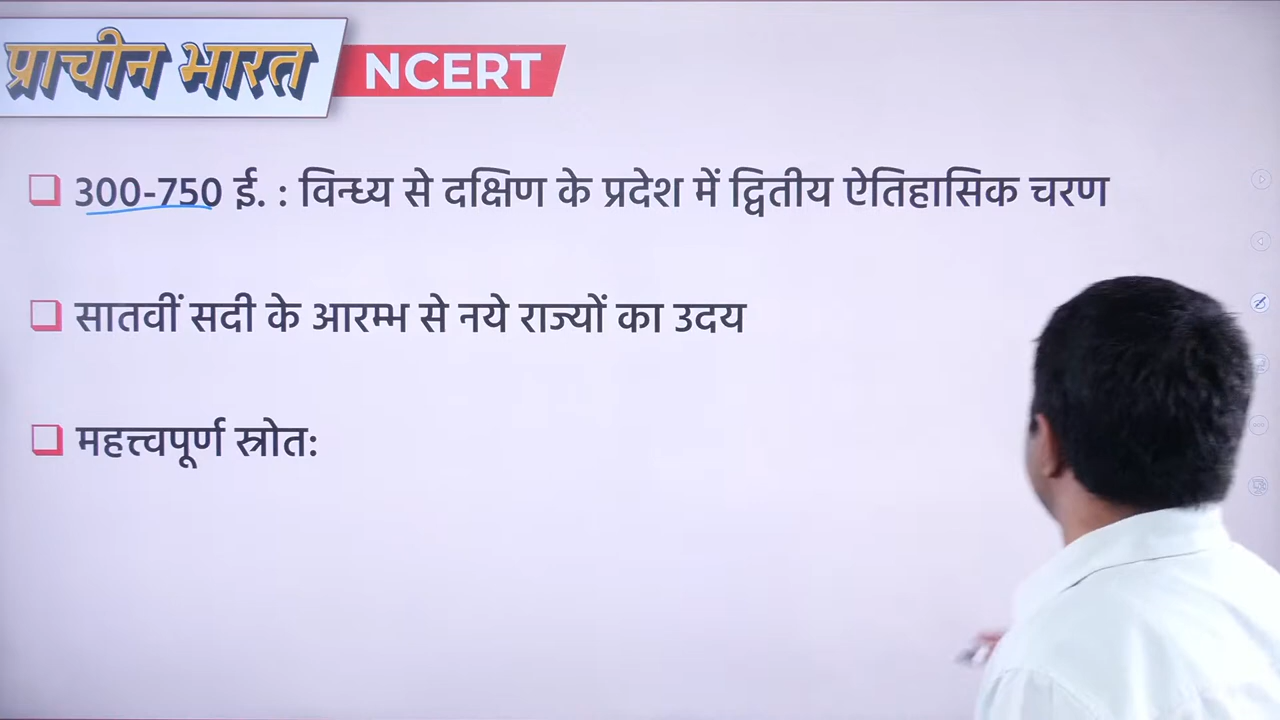 प्राचीन भारत NCERT
300-750 ई. : विन्ध्य से दक्षिण के प्रदेश में द्वितीय ऐतिहासिक चरण
सातवीं सदी के आरम्भ से नये राज्यों का उदय
महत्त्वपूर्ण स्रोतः